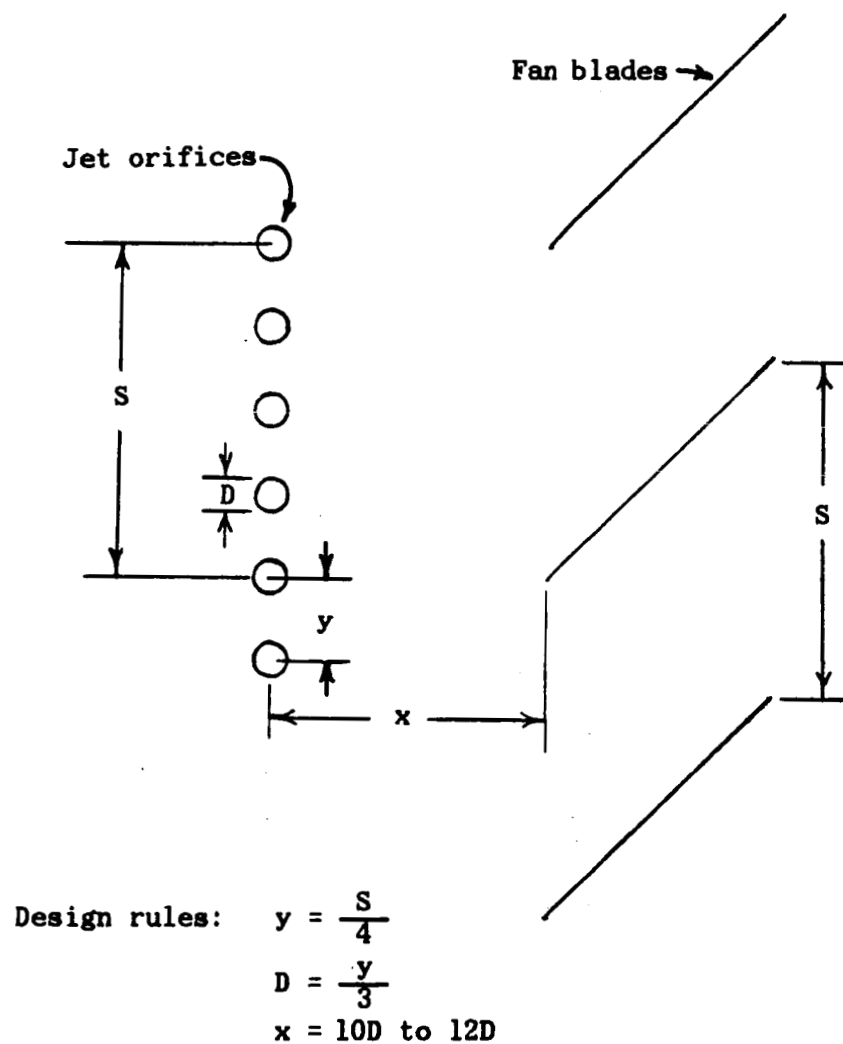 Fan blades
Jet orifices
S
D
S
y
x
Design rules: y = S/4
D = y/3
x = 10D to 12D